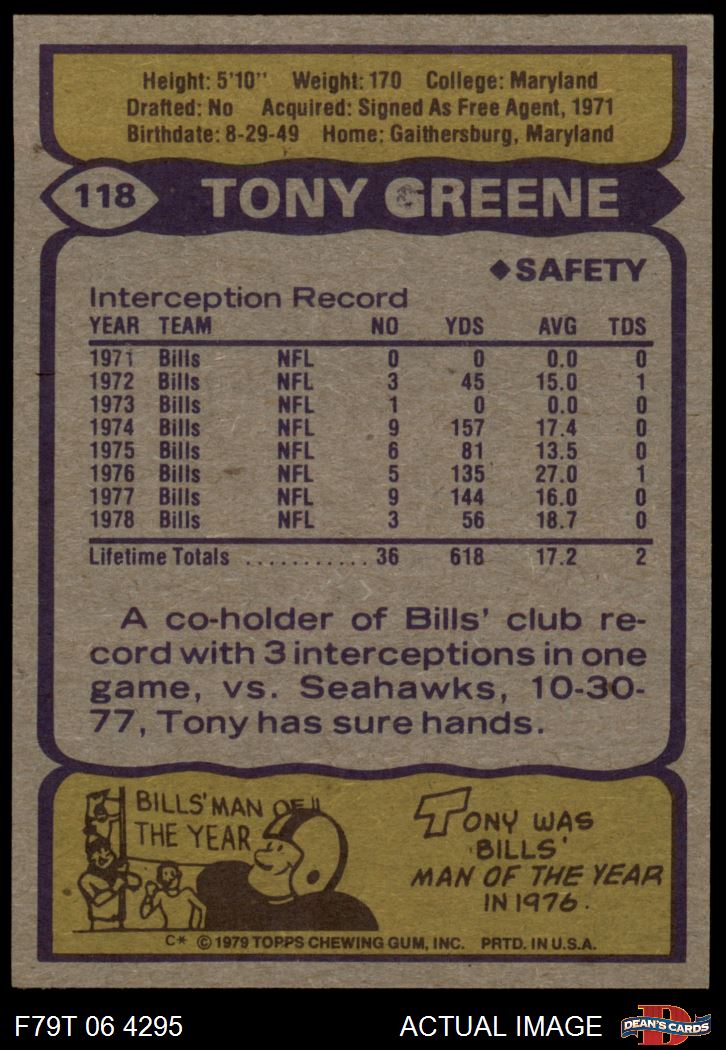 Height: 5'10" Weight: 170 College: Maryland
Drafted: No Acquired: Signed As Free Agent, 1971
Birthdate: 8-29-49 Home: Gaithersburg, Maryland
118 TONY GREENE
◆SAFETY
Interception Record
YEAR TEAM NO YDS AVG TDS
1971 Bills NFL 0 0 0.0 0
1972 Bills NFL 3 45 15.0 1
1973 Bills NFL 1 0 0.0 0
1974 Bills NFL 9 157 17.4 0
1975 Bills NFL 6 81 13.5 0
1976 Bills NFL 5 135 27.0 1
1977 Bills NFL 9 144 16.0 0
1978 Bills NFL 3 56 18.7 0
Lifetime Totals ........... 36 618 17.2 2
A co-holder of Bills' club re-
cord with 3 interceptions in one
game, vs. Seahawks, 10-30-
77, Tony has sure hands.
BILLS' MAN OF
THE YEAR
TONY WAS
BILLS'
MAN OF THE YEAR
IN 1976.
C* © 1979 TOPPS CHEWING GUM, INC. PRTD. IN U.S.A.
F79T 06 4295 ACTUAL IMAGE
D
DEAN'S CARDS